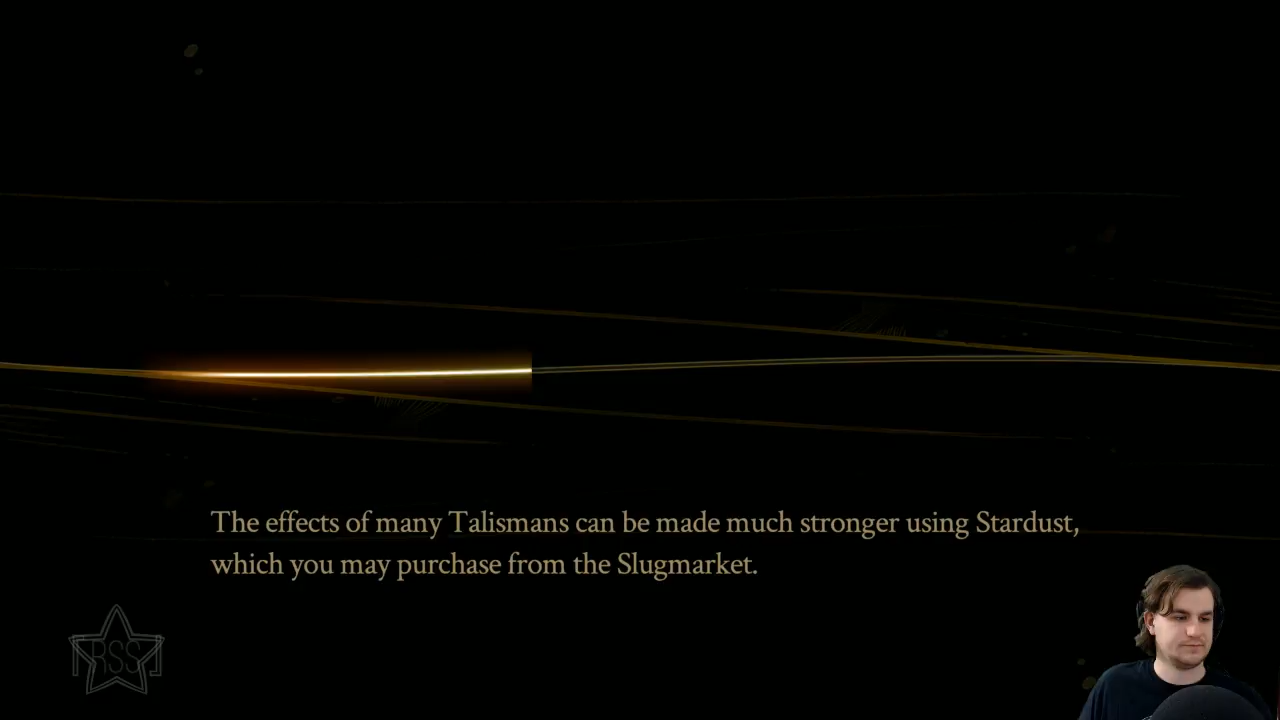 The effects of many Talismans can be made much stronger using Stardust,
which you may purchase from the Slugmarket.
RSS